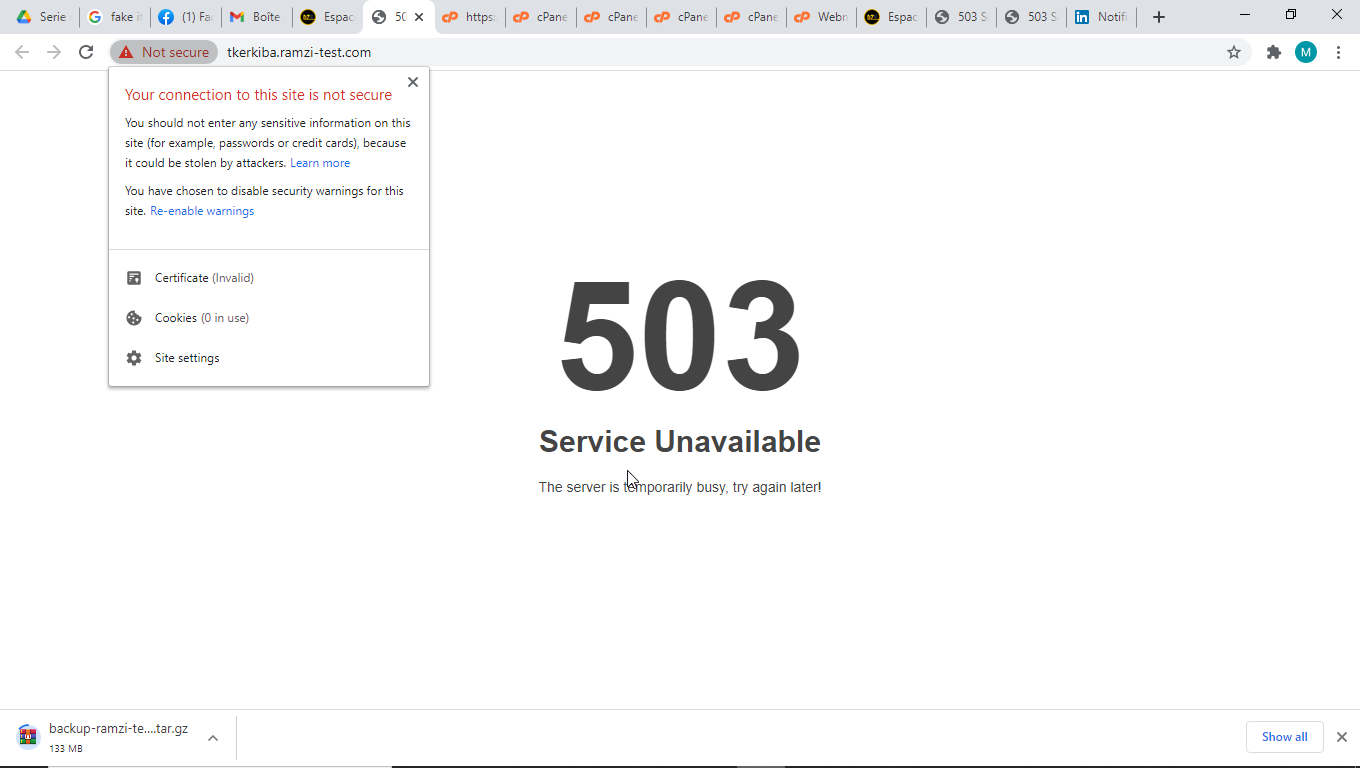 Serie
fake i
(1) Fa
Boîte
Espac
50
https:
cPane
cPane
cPane
cPane
Webn
Espac
503 S
503 S
Notifi
Not secure
tkerkiba.ramzi-test.com
M
Your connection to this site is not secure
You should not enter any sensitive information on this
site (for example, passwords or credit cards), because
it could be stolen by attackers. Learn more
You have chosen to disable security warnings for this
site. Re-enable warnings
Certificate (Invalid)
Cookies (0 in use)
Site settings
503
Service Unavailable
The server is temporarily busy, try again later!
backup-ramzi-te....tar.gz
133 MB
Show all